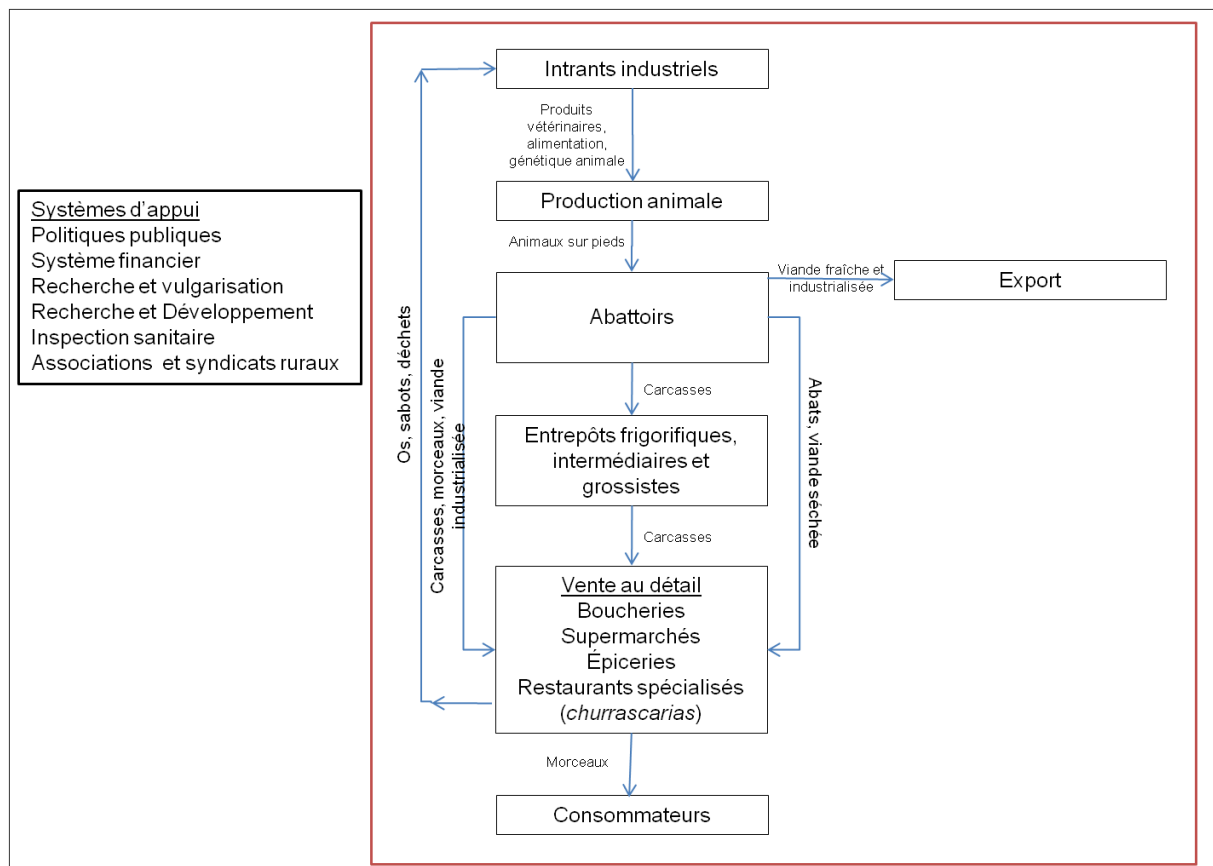 Intrants industriels
Produits
vétérinaires,
alimentation,
génétique animale
Production animale
Animaux sur pieds
Systèmes d'appui
Politiques publiques
Système financier
Recherche et vulgarisation
Recherche et Développement
Inspection sanitaire
Associations et syndicats ruraux
Abattoirs
Viande fraîche et
industrialisée
Export
Os, sabots, déchets
Carcasses, morceaux, viande
industrialisée
Carcasses
Abats, viande séchée
Entrepôts frigorifiques,
intermédiaires et
grossistes
Carcasses
Vente au détail
Boucheries
Supermarchés
Épiceries
Restaurants spécialisés
(churrascarias)
Morceaux
Consommateurs